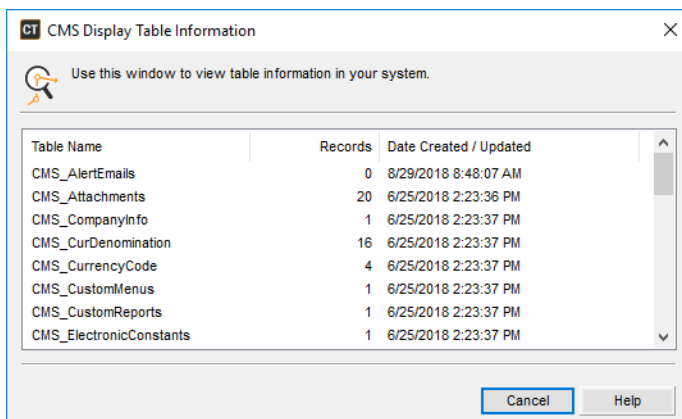 CT CMS Display Table Information
Use this window to view table information in your system.
Table Name Records Date Created / Updated
CMS_AlertEmails 0 8/29/2018 8:48:07 AM
CMS_Attachments 20 6/25/2018 2:23:36 PM
CMS_CompanyInfo 1 6/25/2018 2:23:37 PM
CMS_CurDenomination 16 6/25/2018 2:23:37 PM
CMS_CurrencyCode 4 6/25/2018 2:23:37 PM
CMS_CustomMenus 1 6/25/2018 2:23:37 PM
CMS_CustomReports 1 6/25/2018 2:23:37 PM
CMS_ElectronicConstants 1 6/25/2018 2:23:37 PM
Cancel Help